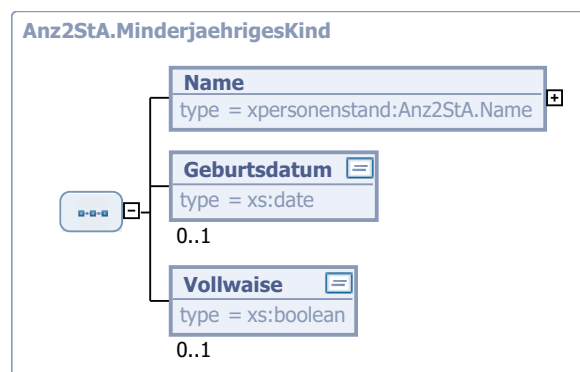 Anz2StA.MinderjaehrigesKind
Name
type = xpersonenstand:Anz2StA.Name
Geburtsdatum
type = xs:date
0..1
Vollwaise
type = xs:boolean
0..1